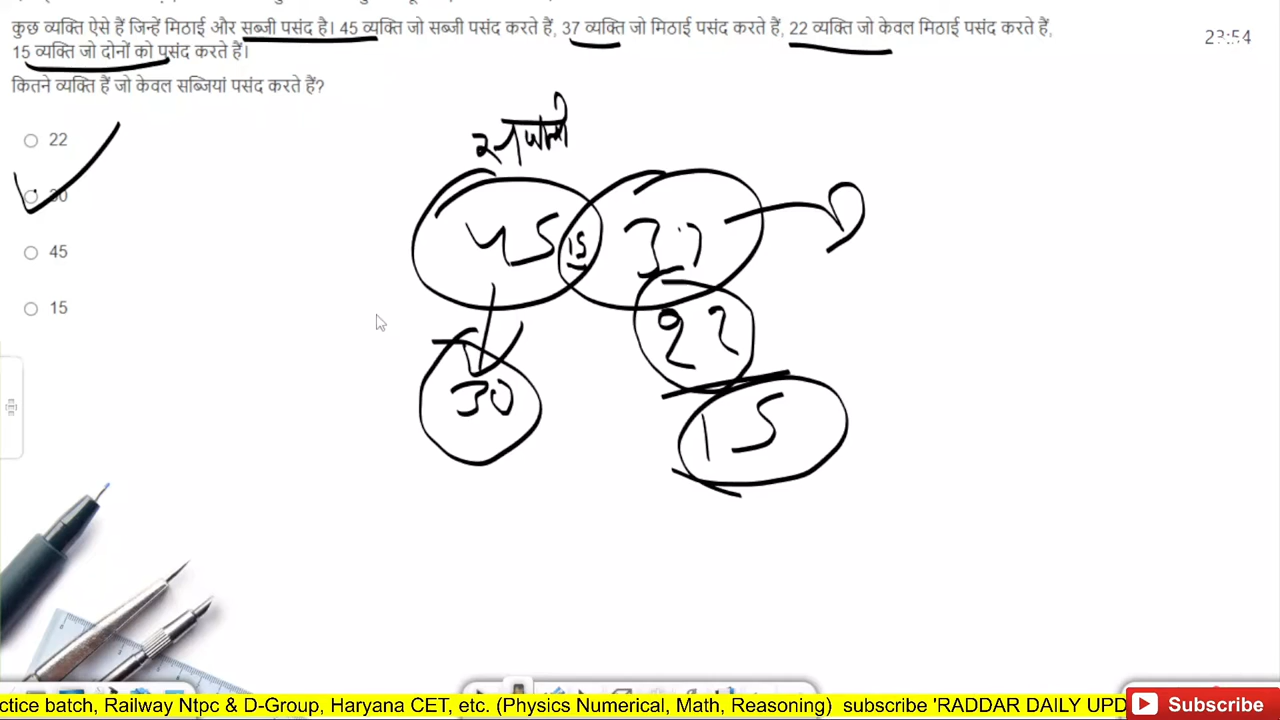 कुछ व्यक्ति ऐसे हैं जिन्हें मिठाई और सब्जी पसंद है। 45 व्यक्ति जो सब्जी पसंद करते हैं, 37 व्यक्ति जो मिठाई पसंद करते हैं, 22 व्यक्ति जो केवल मिठाई पसंद करते हैं,
23:54
15 व्यक्ति जो दोनों को पसंद करते हैं।
कितने व्यक्ति हैं जो केवल सब्जियां पसंद करते हैं?
22
30
45
15
45 15 37
22
30
15
ctice batch, Railway Ntpc & D-Group, Haryana CET, etc. (Physics Numerical, Math, Reasoning) subscribe 'RADDAR DAILY UPD
Subscribe